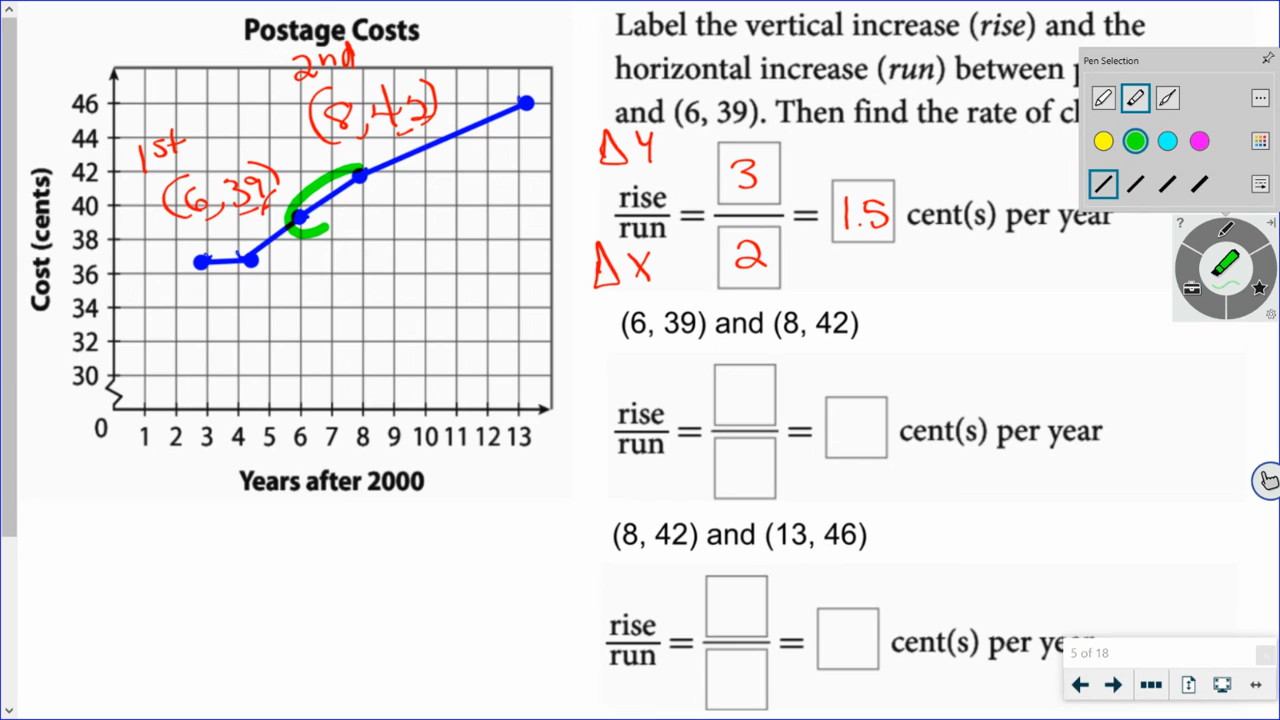 Postage Costs
2nd
(8, 42)
1st
(6, 39)
46
44
42
40
38
36
34
32
30
0
1 2 3 4 5 6 7 8 9 10 11 12 13
Cost (cents)
Years after 2000
Label the vertical increase (rise) and the
horizontal increase (run) between
and (6, 39). Then find the rate of
Δy
rise/run = 3/2 = 1.5 cent(s) per year
Δx
(6, 39) and (8, 42)
rise/run = = cent(s) per year
(8, 42) and (13, 46)
rise/run = = cent(s) per
Pen Selection
?
5 of 18